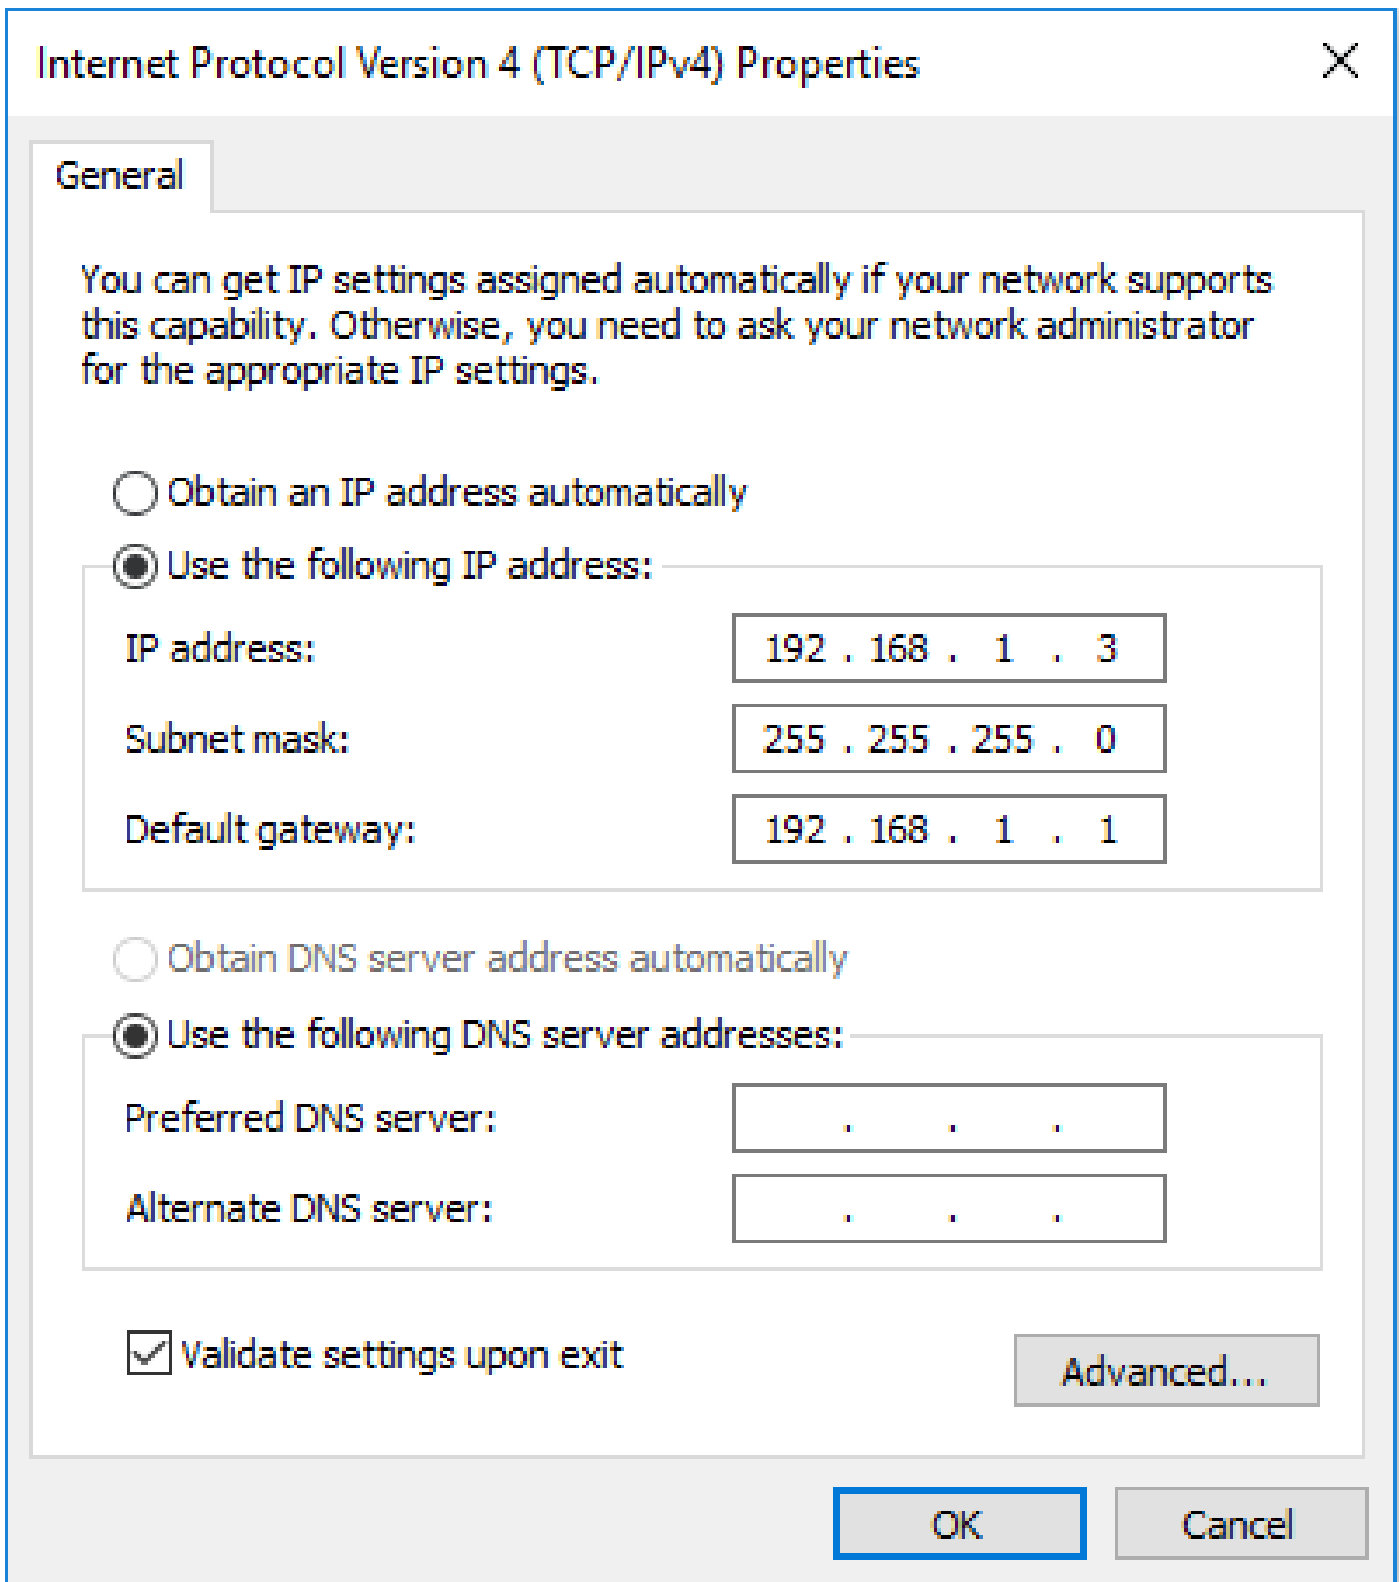 Internet Protocol Version 4 (TCP/IPv4) Properties
General
You can get IP settings assigned automatically if your network supports
this capability. Otherwise, you need to ask your network administrator
for the appropriate IP settings.
Obtain an IP address automatically
Use the following IP address:
IP address: 192 . 168 . 1 . 3
Subnet mask: 255 . 255 . 255 . 0
Default gateway: 192 . 168 . 1 . 1
Obtain DNS server address automatically
Use the following DNS server addresses:
Preferred DNS server: . . .
Alternate DNS server: . . .
Validate settings upon exit
Advanced...
OK Cancel